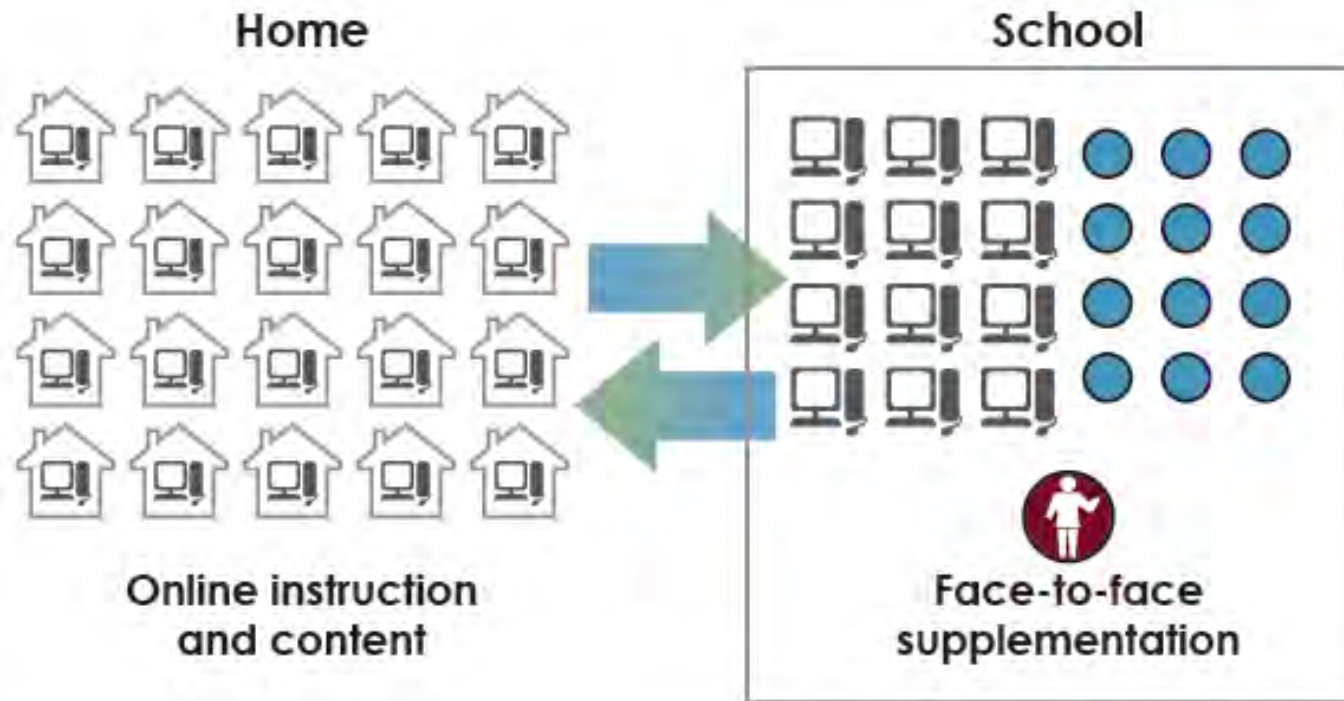 Home
School
Online instruction
and content
Face-to-face
supplementation